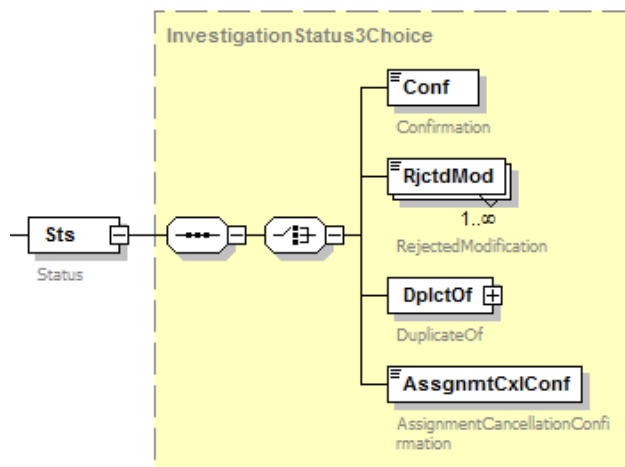 InvestigationStatus3Choice
Conf
Confirmation
RjctdMod
1..∞
RejectedModification
Sts
Status
DplctOf
DuplicateOf
AssgnmtCxlConf
AssignmentCancellationConfi
rmation